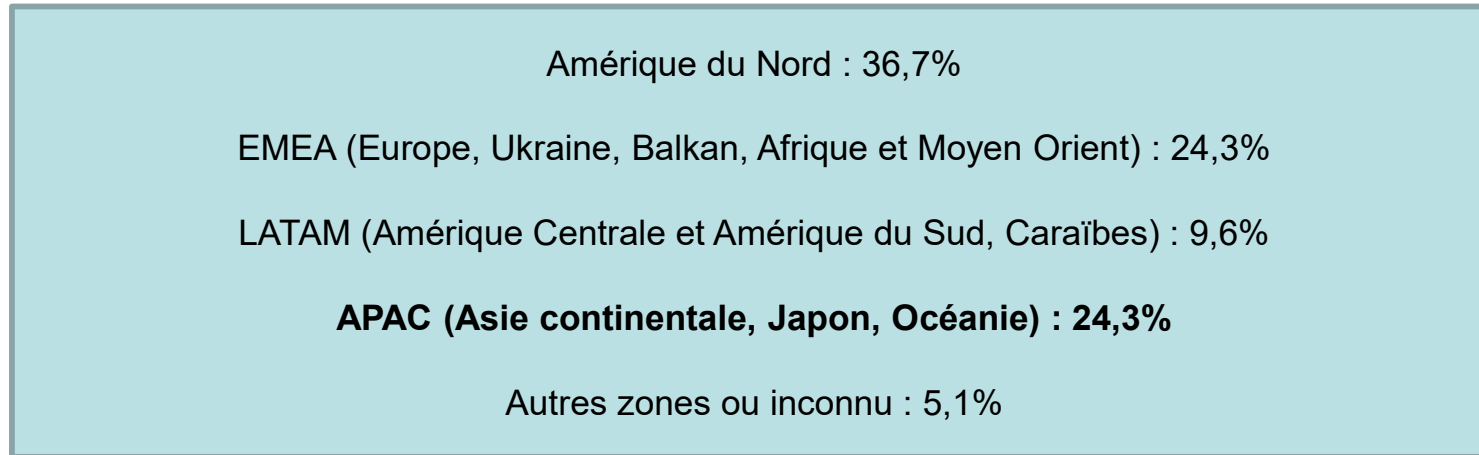 Amérique du Nord : 36,7%
EMEA (Europe, Ukraine, Balkan, Afrique et Moyen Orient) : 24,3%
LATAM (Amérique Centrale et Amérique du Sud, Caraïbes) : 9,6%
APAC (Asie continentale, Japon, Océanie) : 24,3%
Autres zones ou inconnu : 5,1%